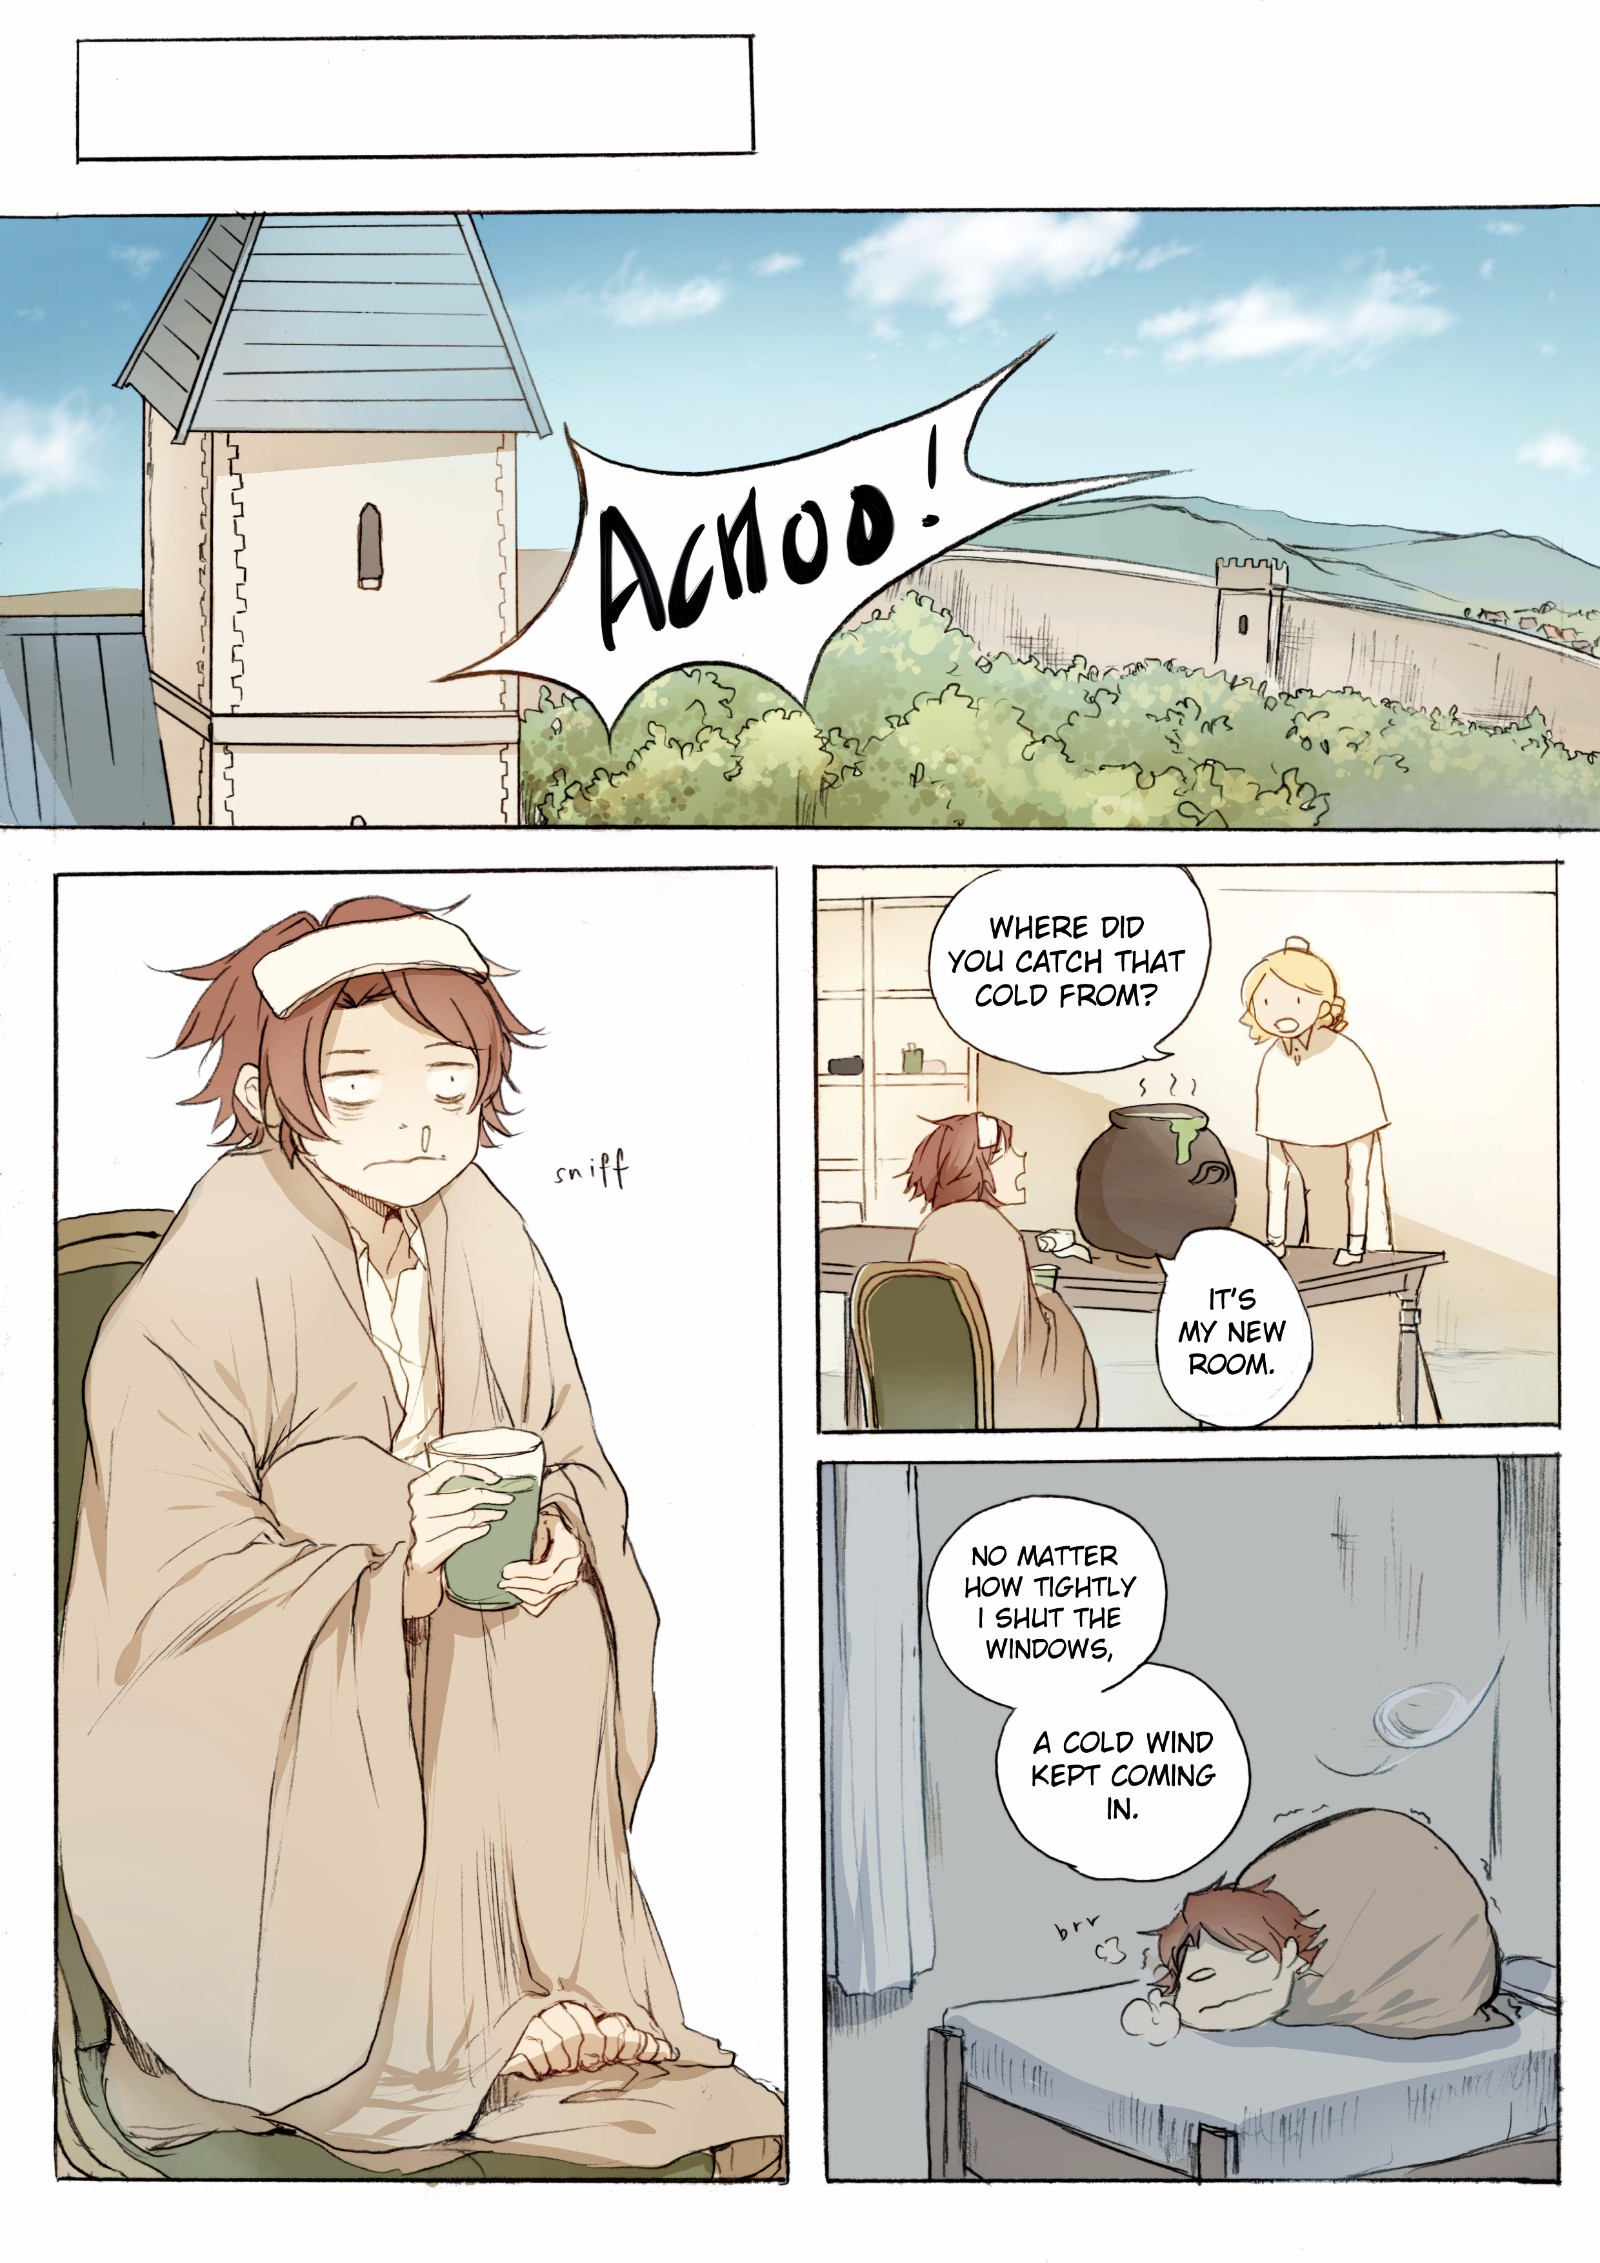 ACHOO!
sniff
WHERE DID
YOU CATCH THAT
COLD FROM?
IT'S
MY NEW
ROOM.
NO MATTER
HOW TIGHTLY
I SHUT THE
WINDOWS,
A COLD WIND
KEPT COMING
IN.
brr